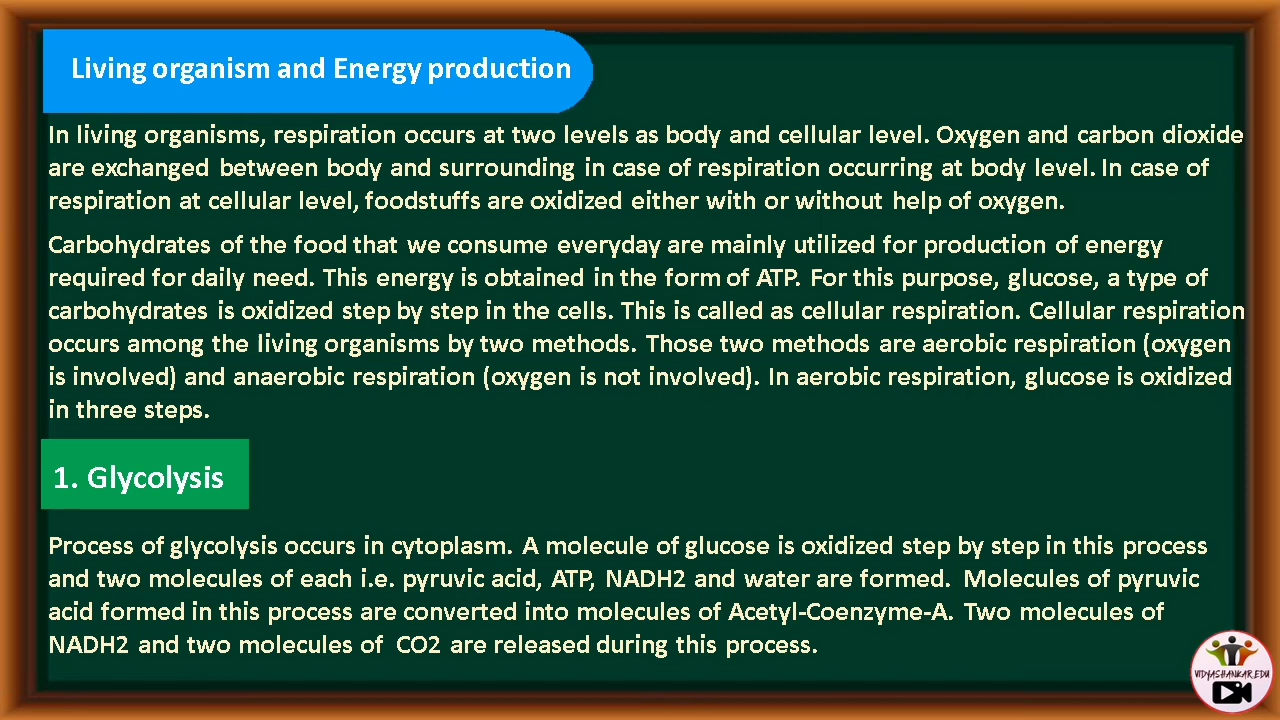 Living organism and Energy production
In living organisms, respiration occurs at two levels as body and cellular level. Oxygen and carbon dioxide
are exchanged between body and surrounding in case of respiration occurring at body level. In case of
respiration at cellular level, foodstuffs are oxidized either with or without help of oxygen.
Carbohydrates of the food that we consume everyday are mainly utilized for production of energy
required for daily need. This energy is obtained in the form of ATP. For this purpose, glucose, a type of
carbohydrates is oxidized step by step in the cells. This is called as cellular respiration. Cellular respiration
occurs among the living organisms by two methods. Those two methods are aerobic respiration (oxygen
is involved) and anaerobic respiration (oxygen is not involved). In aerobic respiration, glucose is oxidized
in three steps.
1. Glycolysis
Process of glycolysis occurs in cytoplasm. A molecule of glucose is oxidized step by step in this process
and two molecules of each i.e. pyruvic acid, ATP, NADH2 and water are formed. Molecules of pyruvic
acid formed in this process are converted into molecules of Acetyl-Coenzyme-A. Two molecules of
NADH2 and two molecules of CO2 are released during this process.
VIDYASHANKAR.EDU